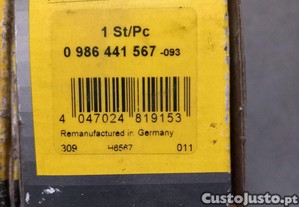 1 St/Pc
0 986 441 567 -093
4 047024 819153
Remanufactured in Germany
309 H6567 011
CustoJusto.pt